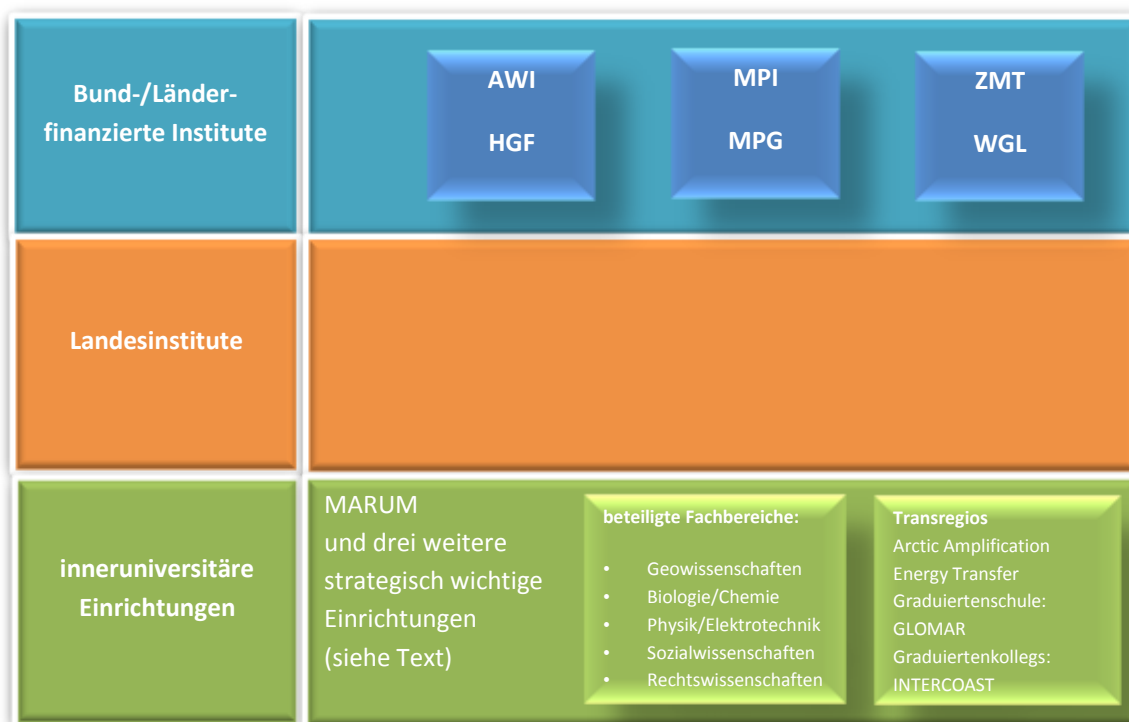 Bund-/Länder-
finanzierte Institute
AWI
HGF
MPI
MPG
ZMT
WGL
Landesinstitute
inneruniversitäre
Einrichtungen
MARUM
und drei weitere
strategisch wichtige
Einrichtungen
(siehe Text)
beteiligte Fachbereiche:
• Geowissenschaften
• Biologie/Chemie
• Physik/Elektrotechnik
• Sozialwissenschaften
• Rechtswissenschaften
Transregios
Arctic Amplification
Energy Transfer
Graduiertenschule:
GLOMAR
Graduiertenkollegs:
INTERCOAST